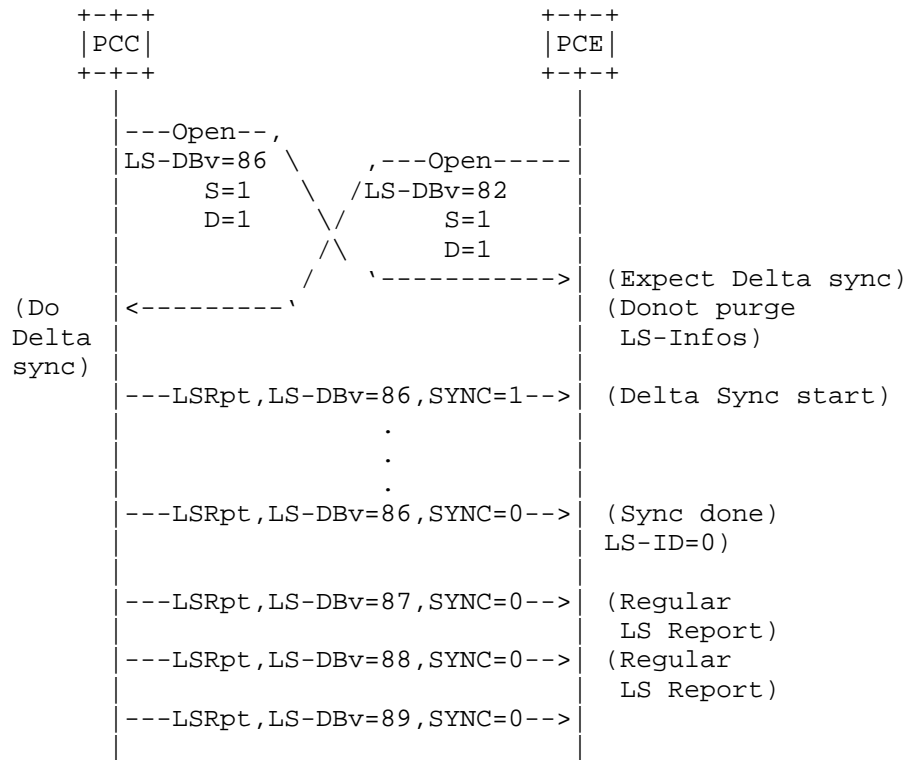 +-+-+                           +-+-+
|PCC|                           |PCE|
+-+-+                           +-+-+
|                             |
|---Open--,                   |
|LS-DBv=86 \    ,---Open-----|
|     S=1   \  /LS-DBv=82    |
|     D=1    \/      S=1     |
|            /\      D=1     |
|           /  `----------->| (Expect Delta sync)
(Do    |<---------`                  | (Donot purge
Delta  |                             |  LS-Infos)
sync)  |                             |
|---LSRpt,LS-DBv=86,SYNC=1-->| (Delta Sync start)
|                .            |
|                .            |
|                .            |
|---LSRpt,LS-DBv=86,SYNC=0-->| (Sync done)
|                             | LS-ID=0)
|                             |
|---LSRpt,LS-DBv=87,SYNC=0-->| (Regular
|                             |  LS Report)
|---LSRpt,LS-DBv=88,SYNC=0-->| (Regular
|                             |  LS Report)
|---LSRpt,LS-DBv=89,SYNC=0-->|
|                             |